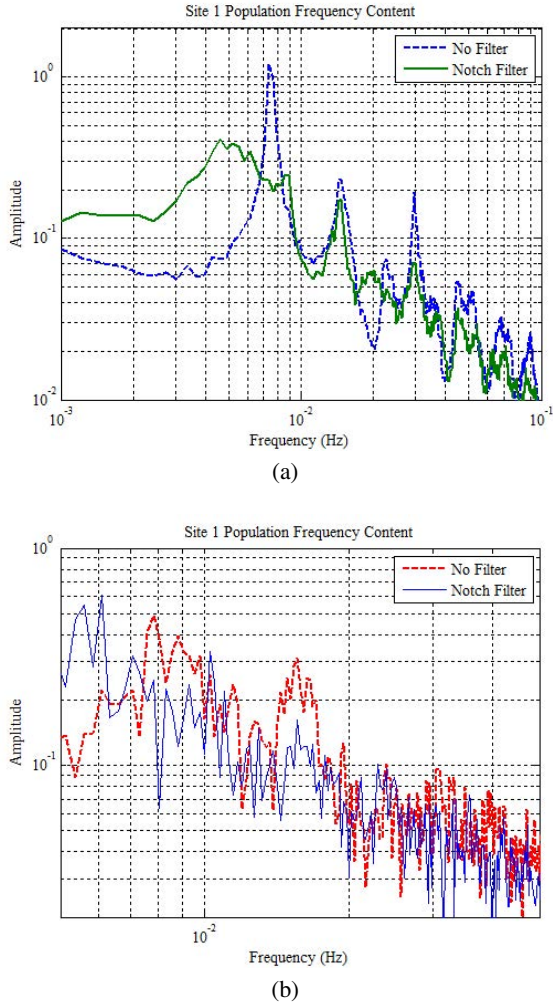 Site 1 Population Frequency Content
No Filter
Notch Filter
Amplitude
10^0
10^-1
10^-2
10^-3
10^-2
10^-1
Frequency (Hz)
(a)
Site 1 Population Frequency Content
No Filter
Notch Filter
Amplitude
10^0
10^-1
10^-2
Frequency (Hz)
(b)